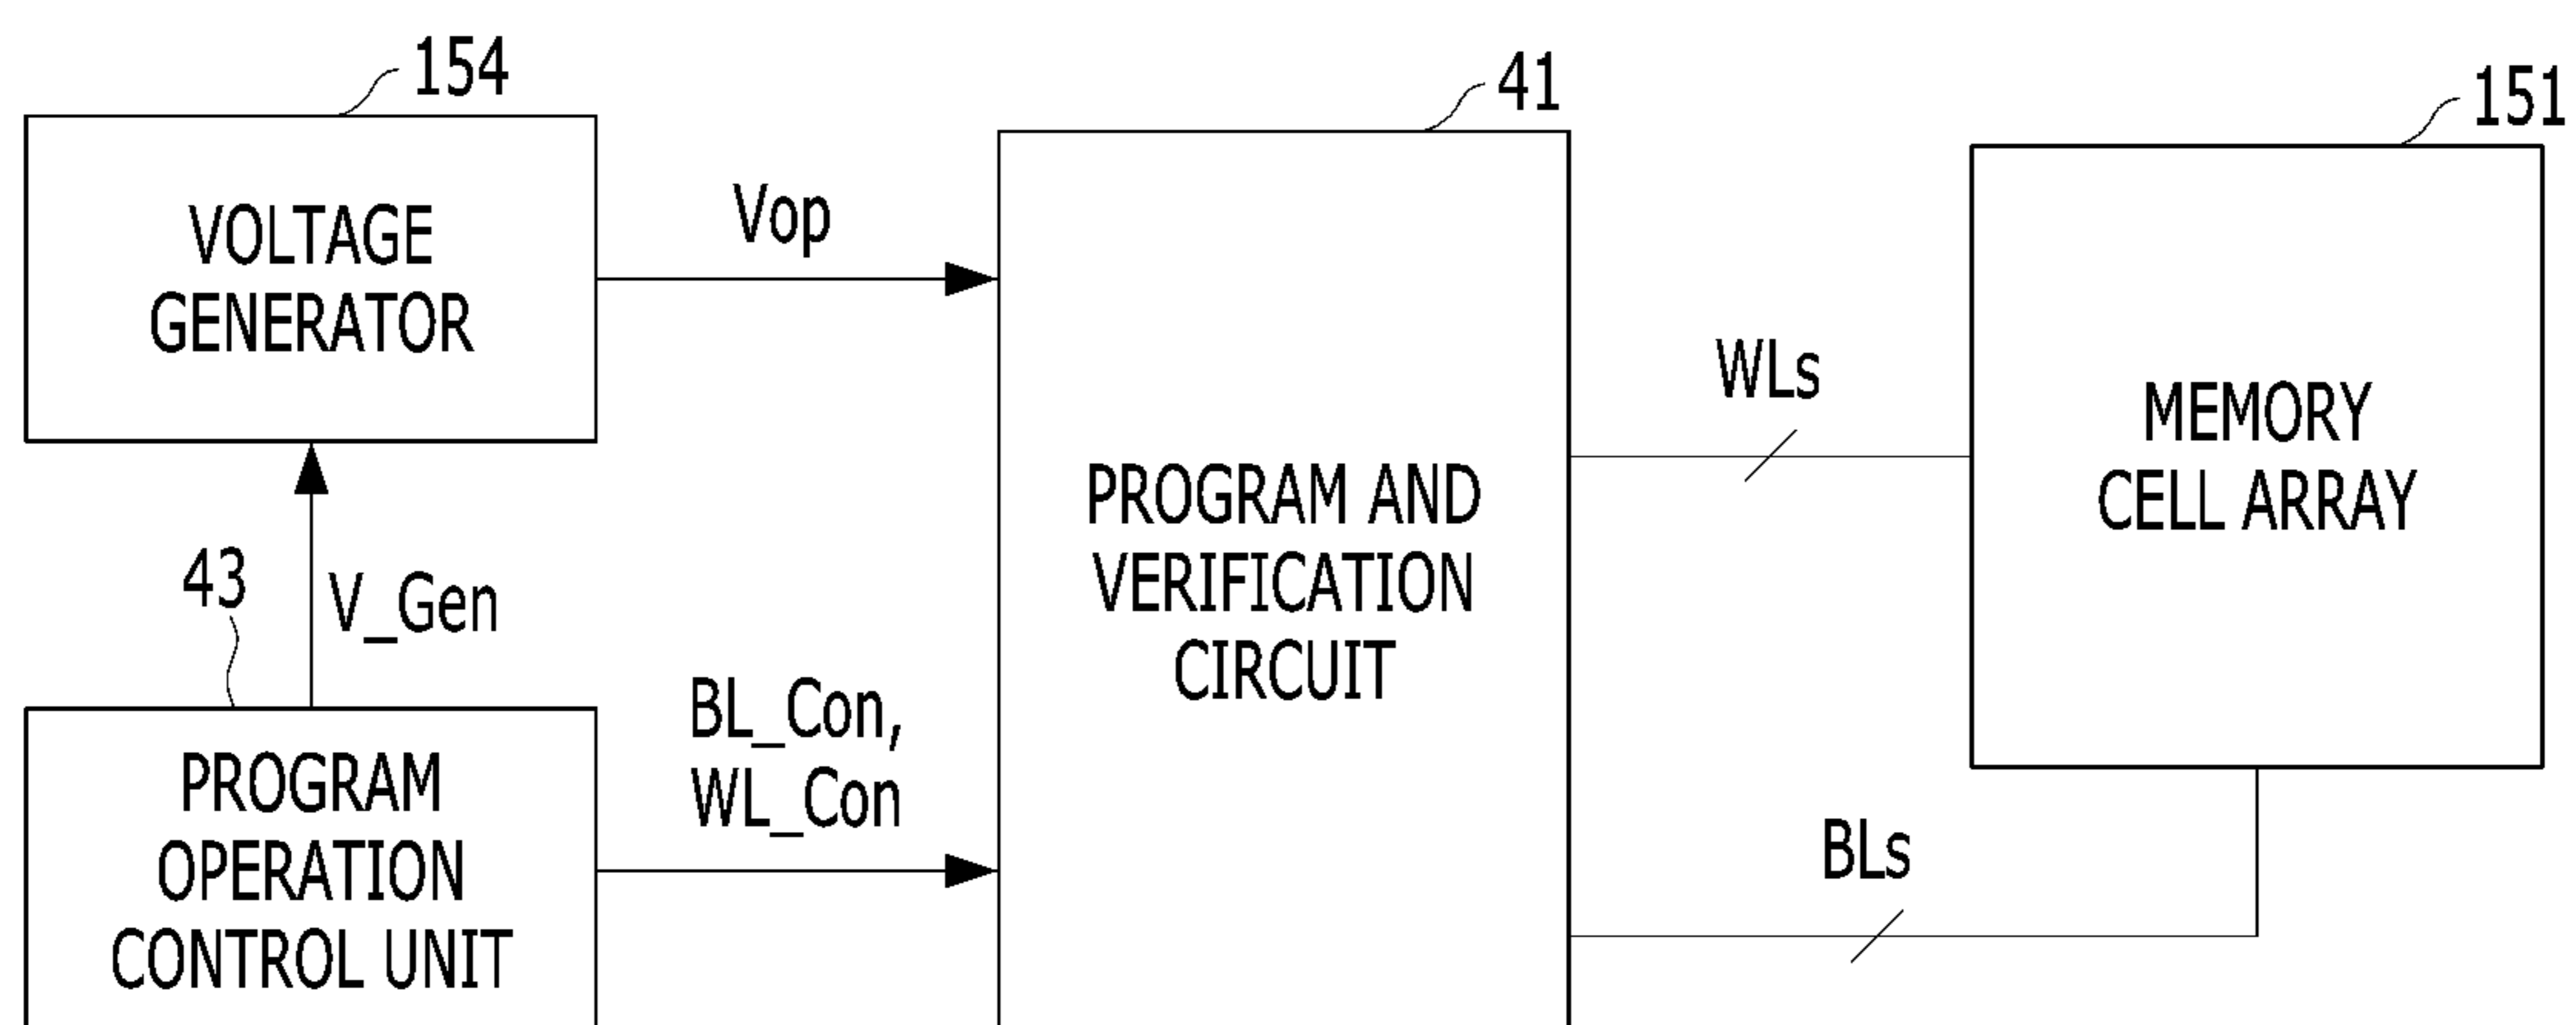 154
VOLTAGE
GENERATOR
Vop
41
PROGRAM AND
VERIFICATION
CIRCUIT
WLs
151
MEMORY
CELL ARRAY
43
V_Gen
PROGRAM
OPERATION
CONTROL UNIT
BL_Con,
WL_Con
BLs